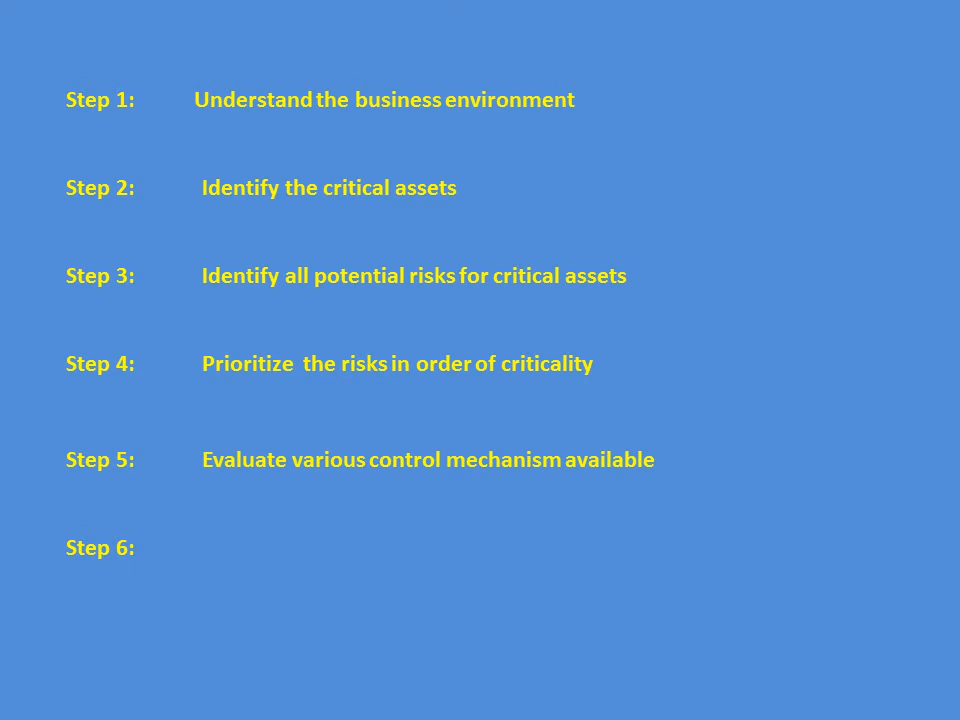 Step 1: Understand the business environment
Step 2: Identify the critical assets
Step 3: Identify all potential risks for critical assets
Step 4: Prioritize the risks in order of criticality
Step 5: Evaluate various control mechanism available
Step 6: